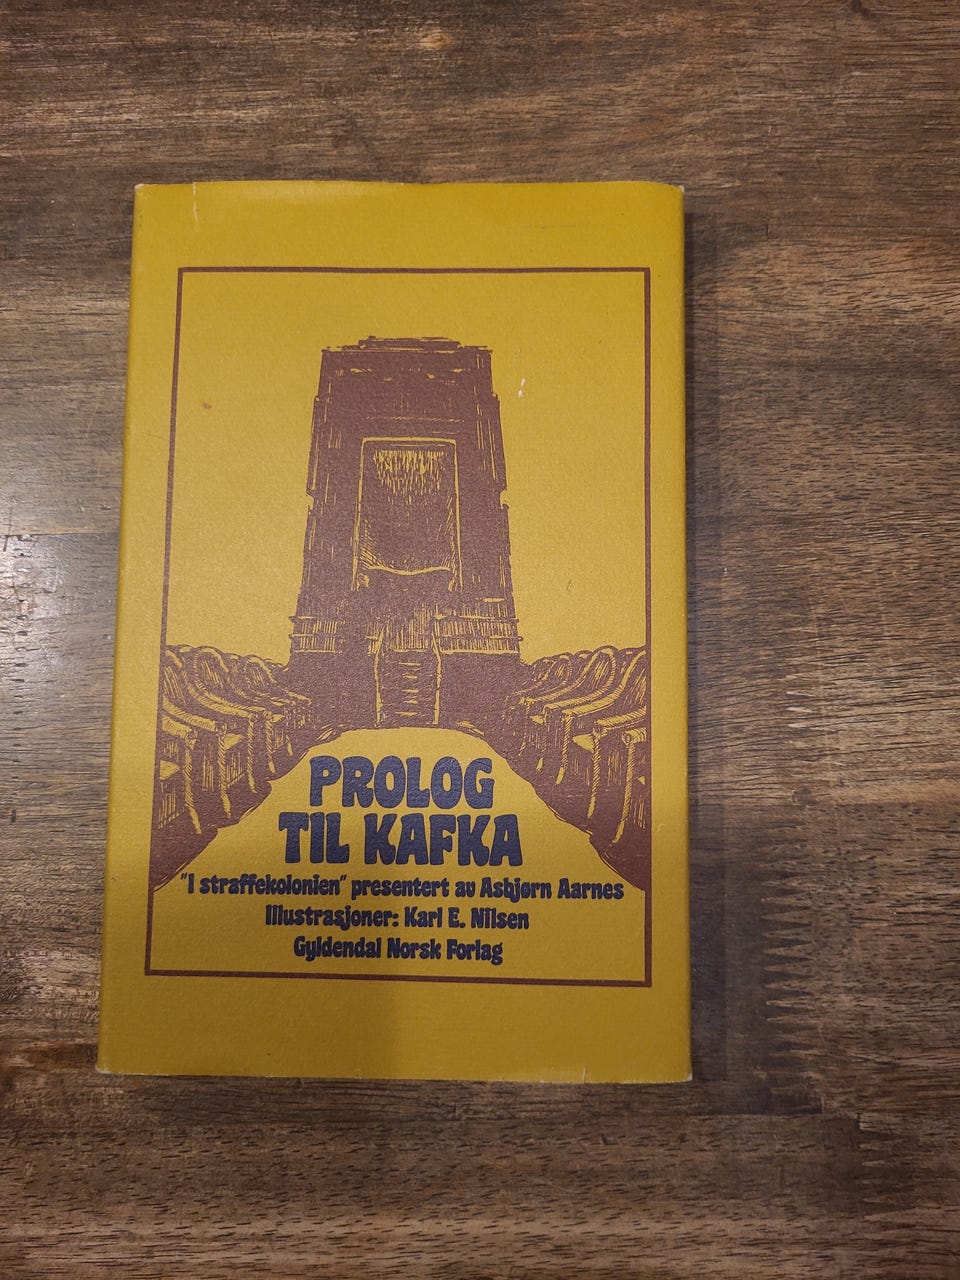 PROLOG
TIL KAFKA
"I straffekolonien" presentert av Asbjørn Aarnes
Illustrasjoner: Karl E. Nilsen
Gyldendal Norsk Forlag